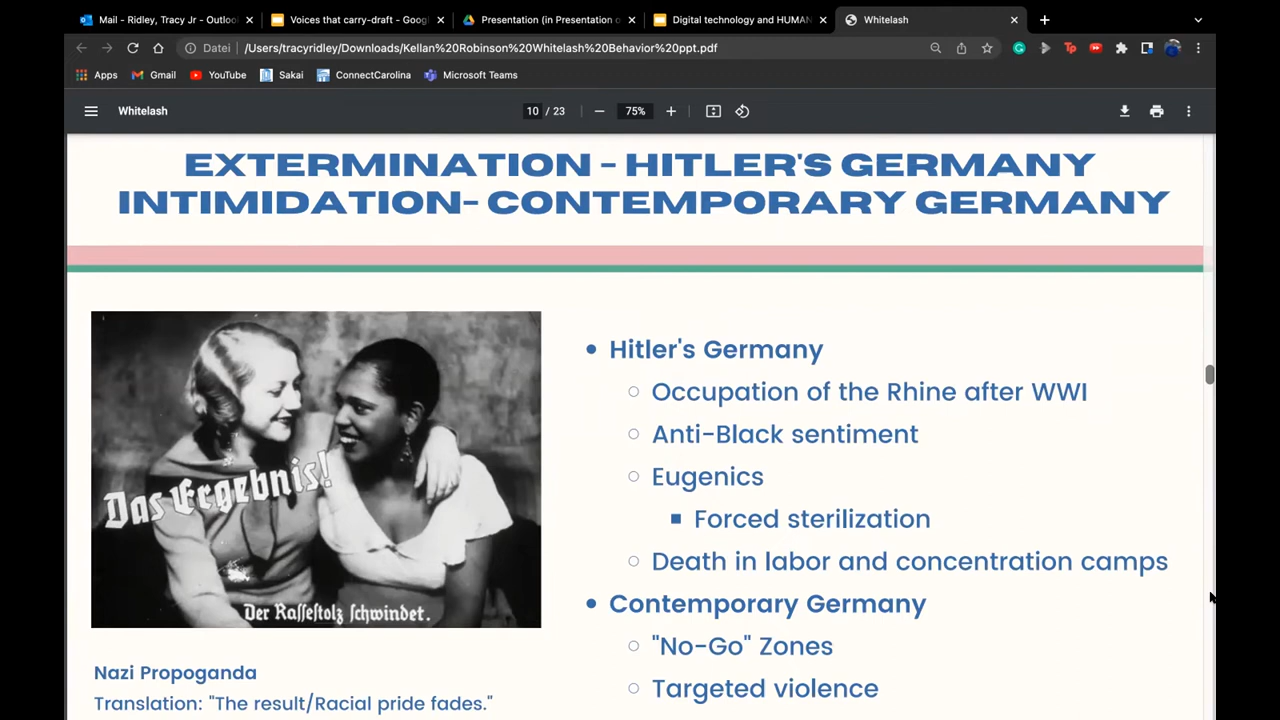 Mail - Ridley, Tracy Jr - Outlo
Voices that carry-draft - Goog
Presentation (in Presentation o
Digital technology and HUMAN
Whitelash
Datei
/Users/tracyridley/Downloads/Kellan%20Robinson%20Whitelash%20Behavior%20ppt.pdf
Apps
Gmail
YouTube
Sakai
ConnectCarolina
Microsoft Teams
Whitelash
10 / 23
75%
EXTERMINATION - HITLER'S GERMANY
INTIMIDATION- CONTEMPORARY GERMANY
Das Ergebnis!
Der Rassestolz schwindet.
Nazi Propoganda
Translation: "The result/Racial pride fades."
Hitler's Germany
Occupation of the Rhine after WWI
Anti-Black sentiment
Eugenics
Forced sterilization
Death in labor and concentration camps
Contemporary Germany
"No-Go" Zones
Targeted violence